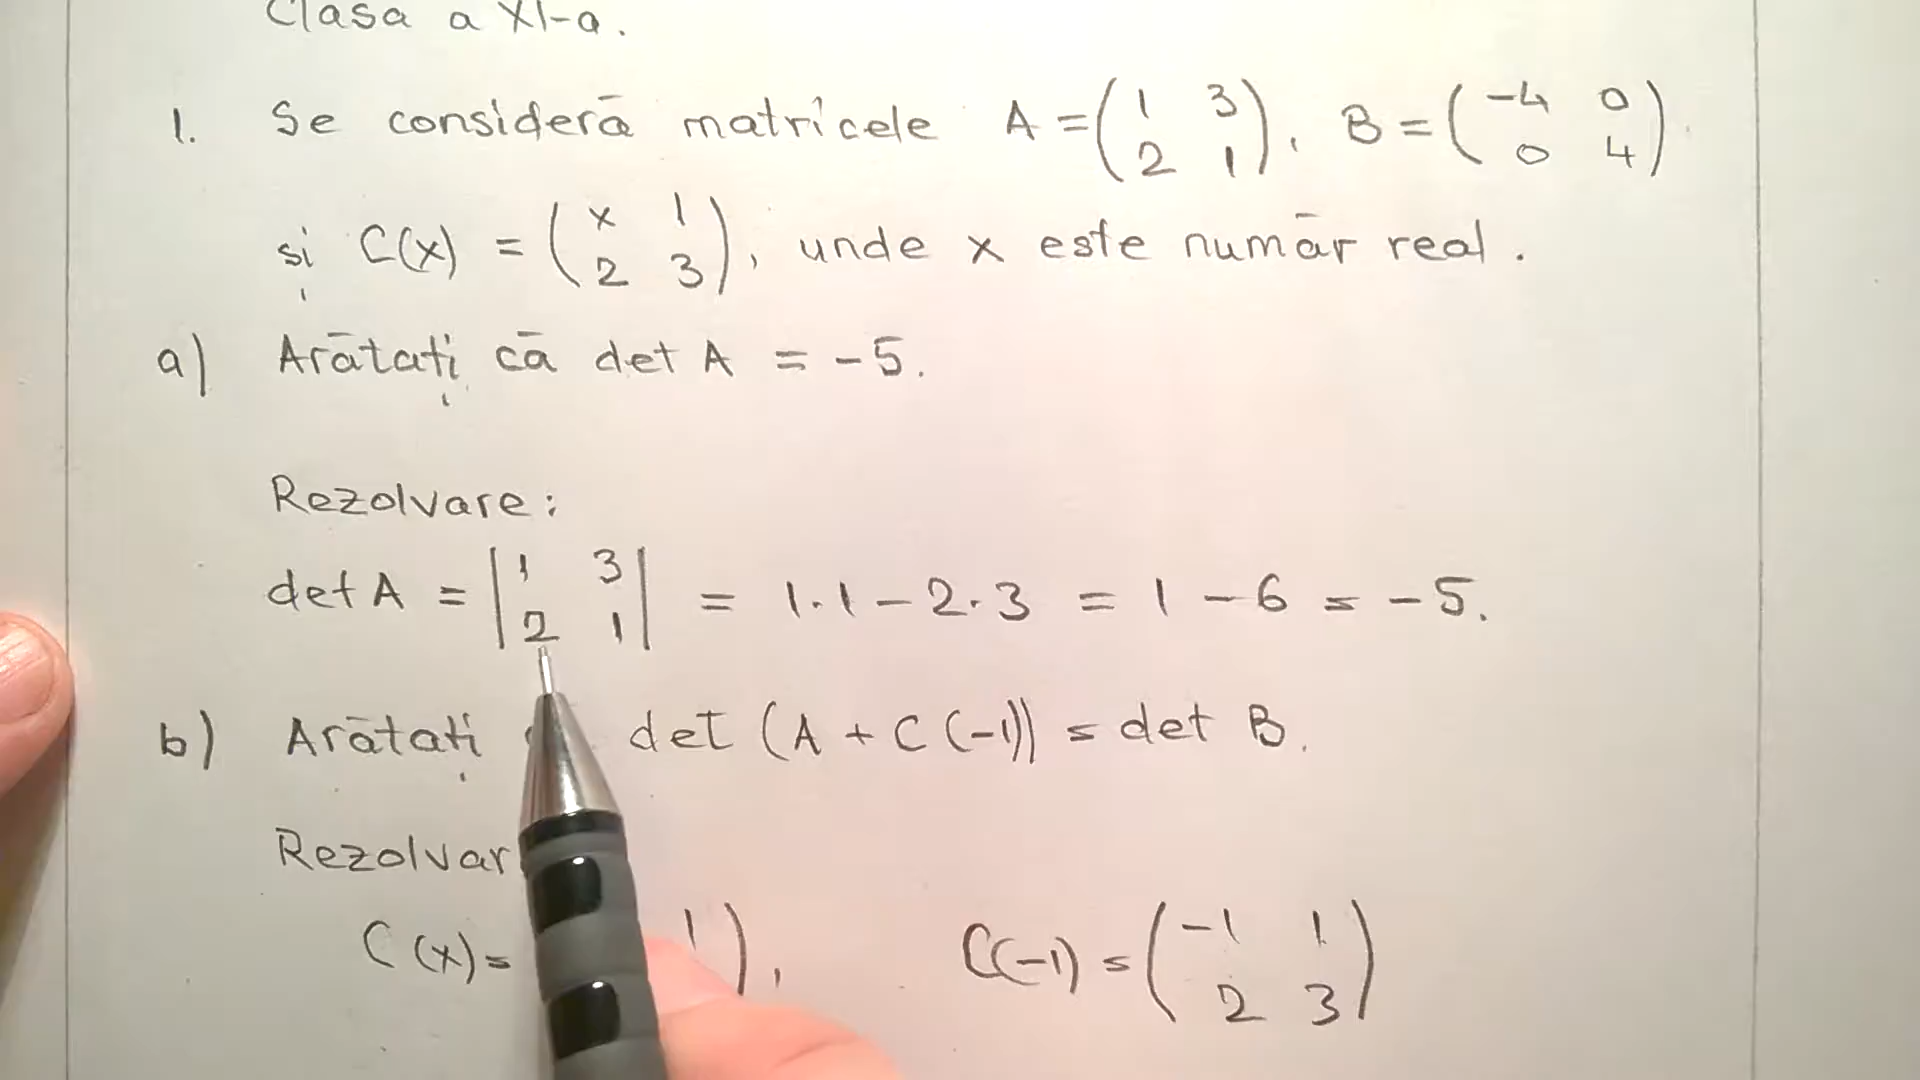 Clasa a XI-a.
1. Se consideră matricele A = (1 3 2 1), B = (-4 0 0 4)
și C(x) = (x 1 2 3), unde x este număr real.
a) Arătați că det A = -5.
Rezolvare:
det A = |1 3 2 1| = 1·1 - 2·3 = 1 - 6 = -5.
b) Arătați det (A + C(-1)) = det B.
Rezolvar
C(x) = 1), C(-1) = (-1 1 2 3)